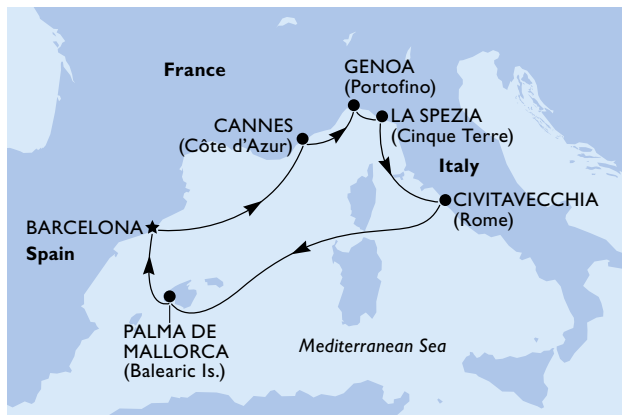 France
GENOA
(Portofino)
LA SPEZIA
(Cinque Terre)
CANNES
(Côte d'Azur)
Italy
CIVITAVECCHIA
(Rome)
BARCELONA
Spain
PALMA DE
MALLORCA
(Balearic Is.)
Mediterranean Sea